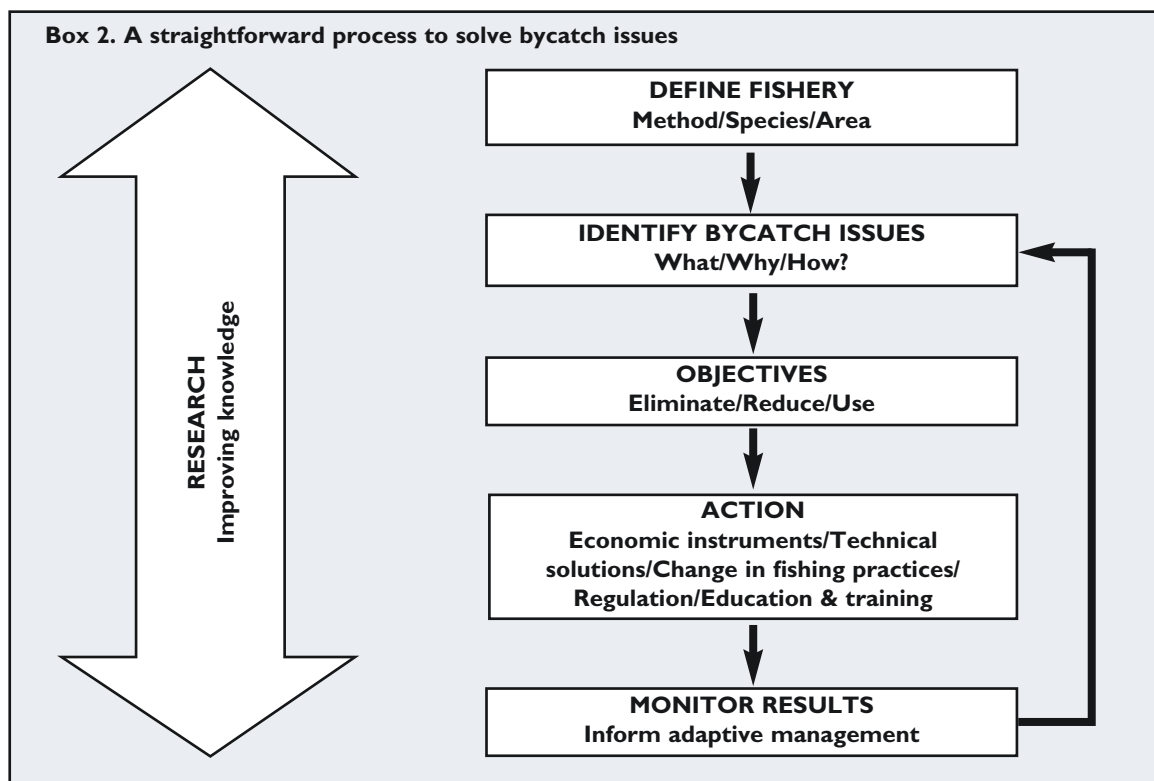 Box 2. A straightforward process to solve bycatch issues
DEFINE FISHERY
Method/Species/Area
IDENTIFY BYCATCH ISSUES
What/Why/How?
OBJECTIVES
Eliminate/Reduce/Use
ACTION
Economic instruments/Technical
solutions/Change in fishing practices/
Regulation/Education & training
MONITOR RESULTS
Inform adaptive management
RESEARCH
Improving knowledge